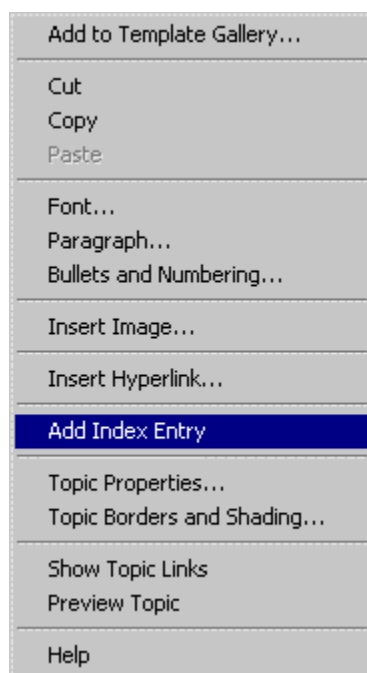 Add to Template Gallery...
Cut
Copy
Paste
Font...
Paragraph...
Bullets and Numbering...
Insert Image...
Insert Hyperlink...
Add Index Entry
Topic Properties...
Topic Borders and Shading...
Show Topic Links
Preview Topic
Help